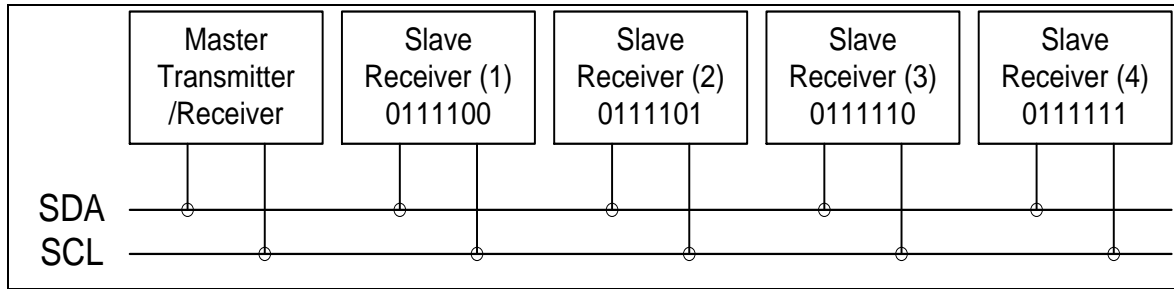 Master
Transmitter
/Receiver
Slave
Receiver (1)
0111100
Slave
Receiver (2)
0111101
Slave
Receiver (3)
0111110
Slave
Receiver (4)
0111111
SDA
SCL